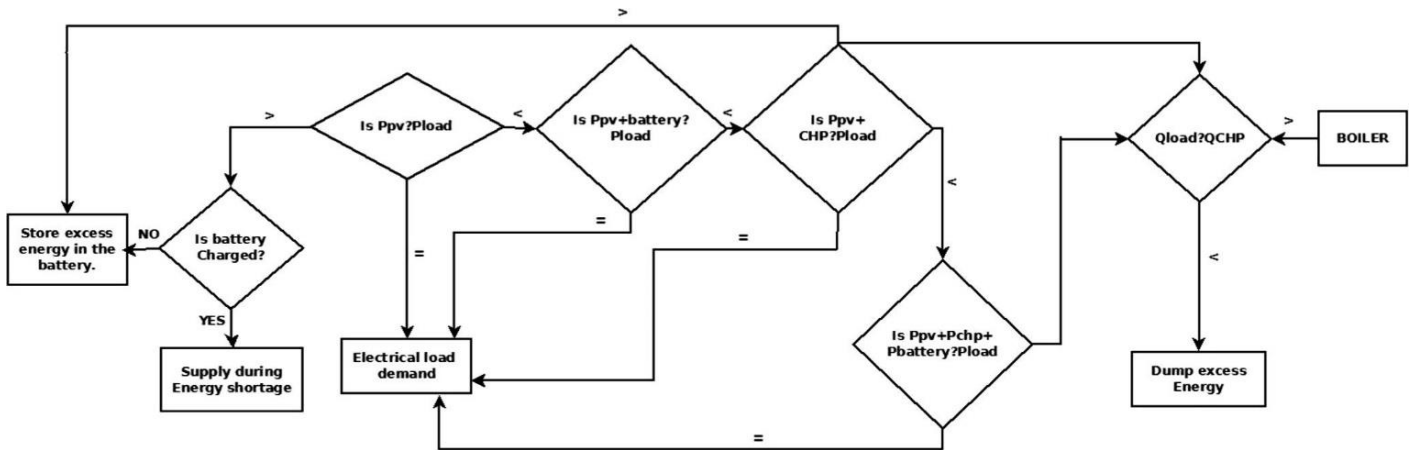 >
Is Ppv?Pload
>
<
Is Ppv+battery?
Pload
<
Is Ppv+
CHP?Pload
<
Qload?QCHP
>
BOILER
Store excess
energy in the
battery.
NO
Is battery
Charged?
YES
Supply during
Energy shortage
=
=
=
Electrical load
demand
Is Ppv+Pchp+
Pbattery?Pload
=
<
Dump excess
Energy